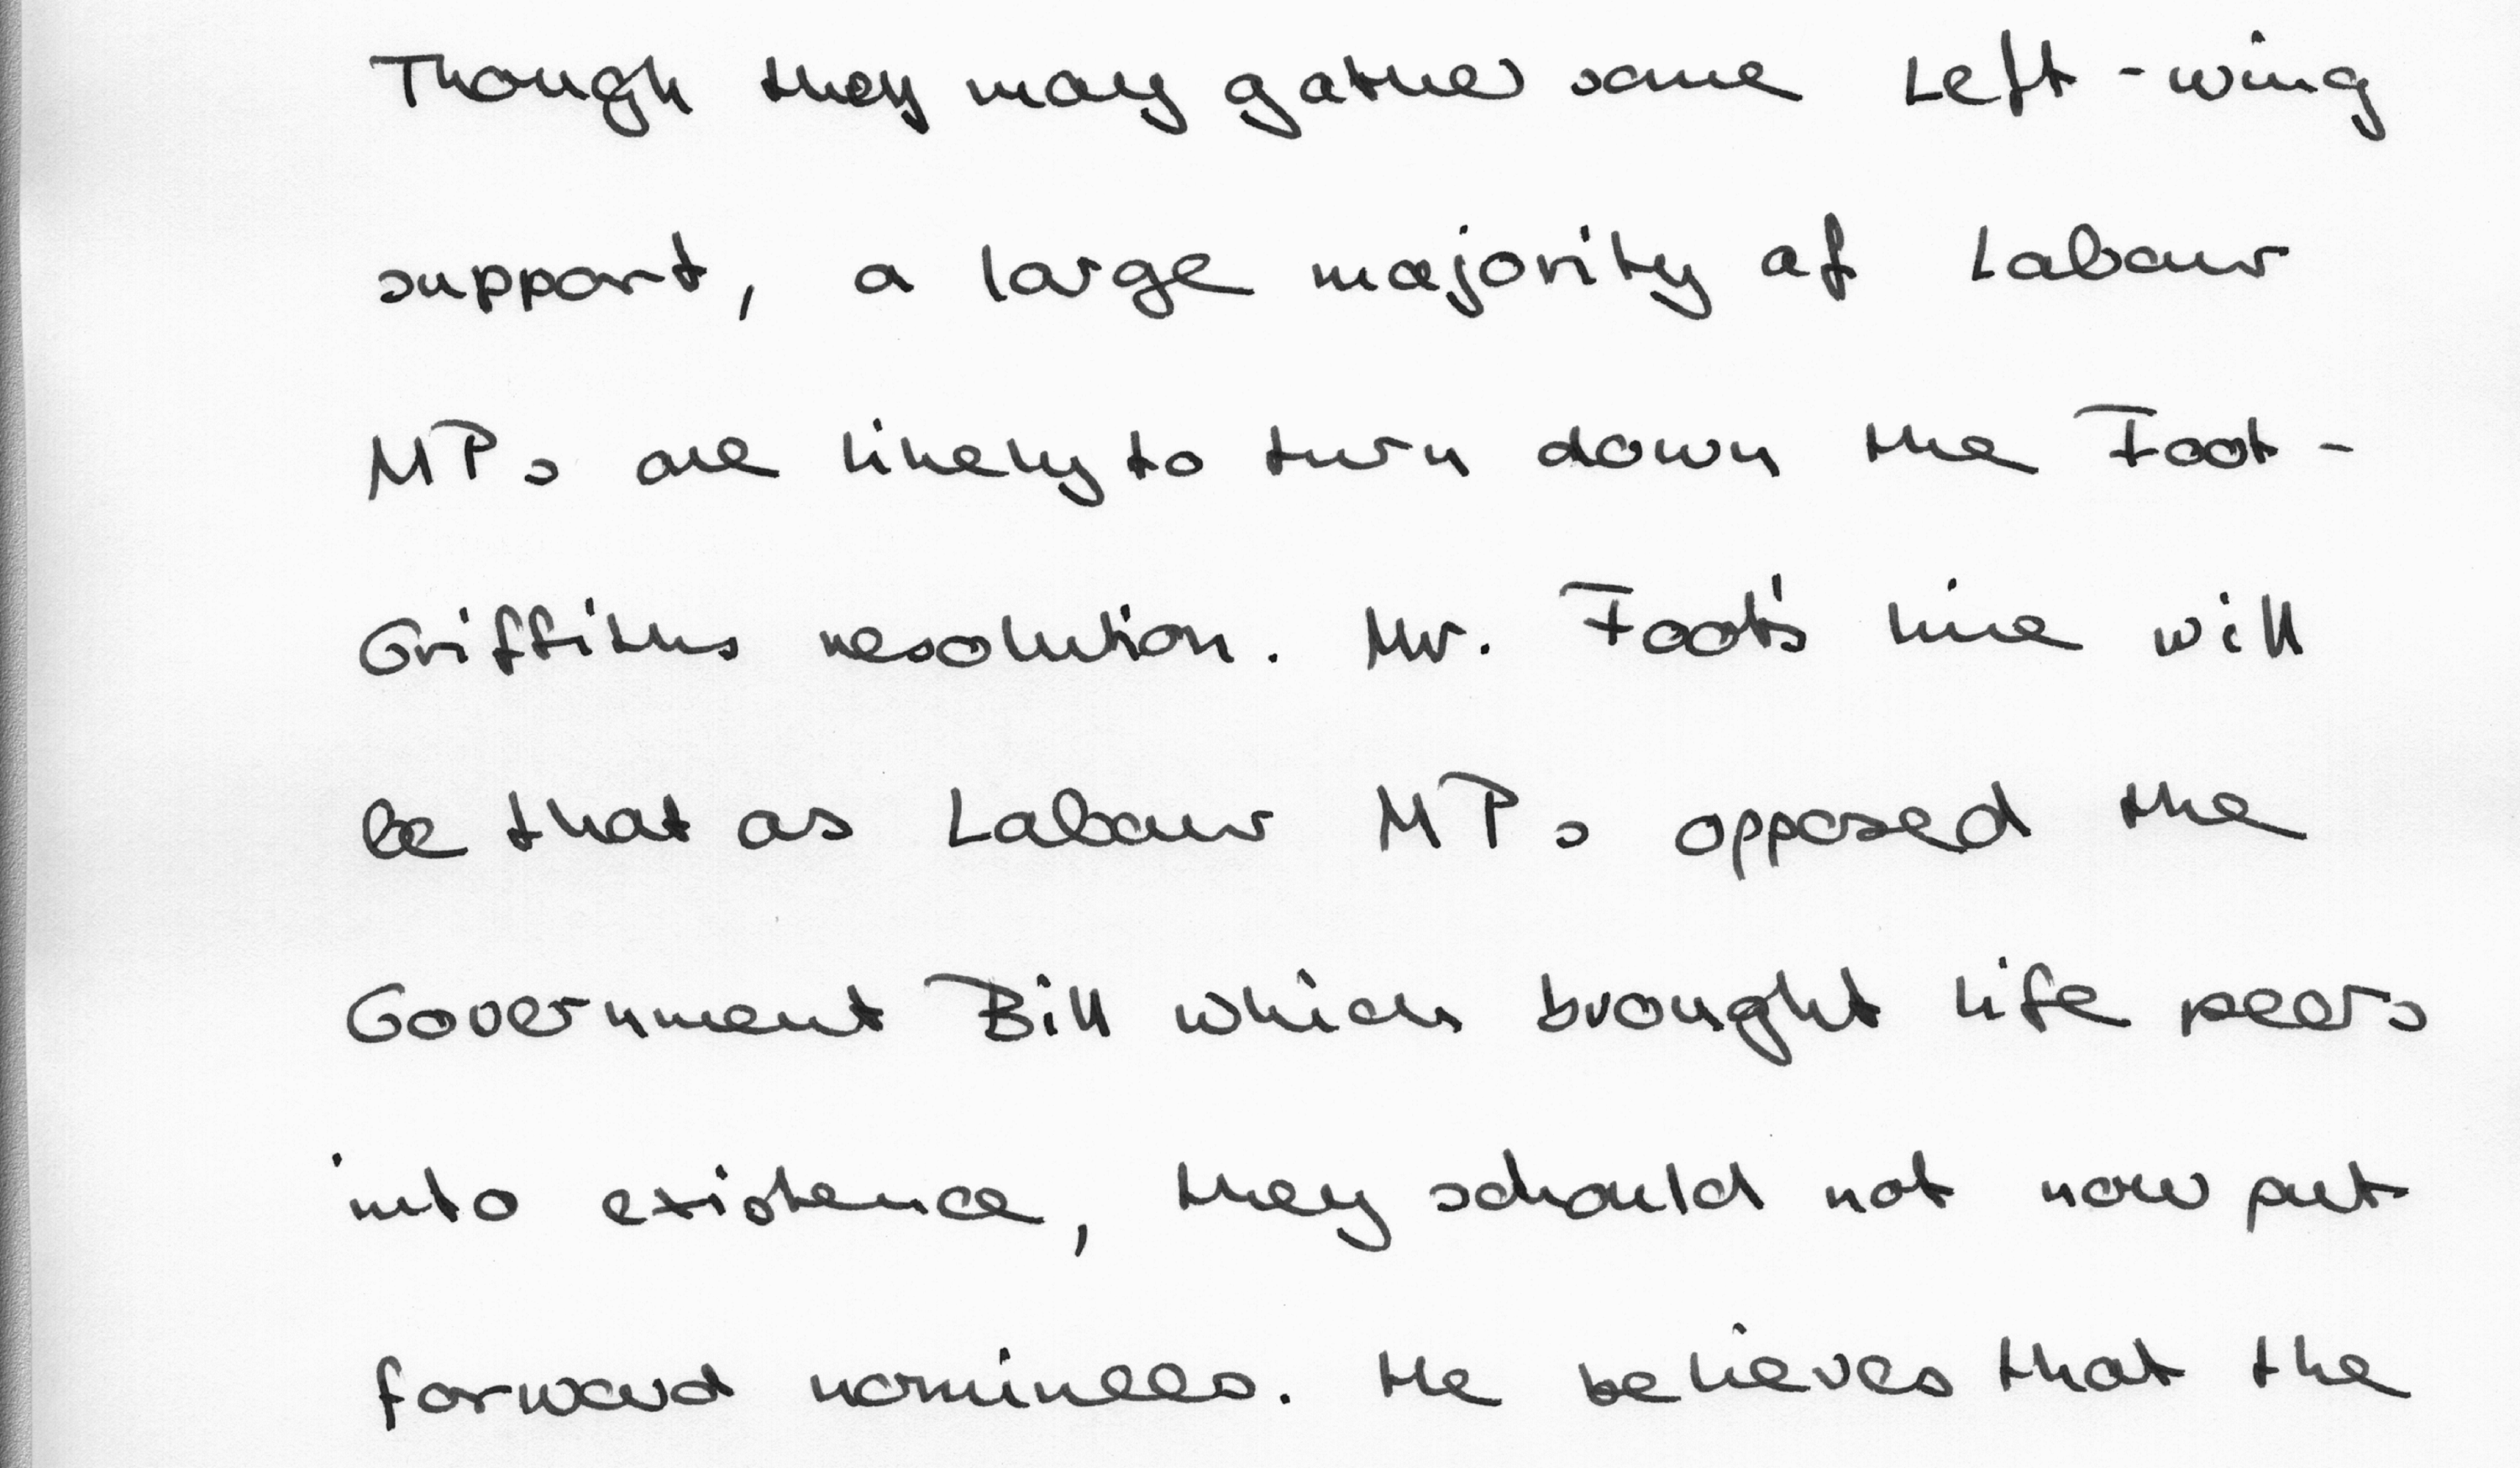 Though they may gather some Left-wing
support, a large majority of Labour
MPs are likely to turn down the Foot-
Griffiths resolution. Mr. Foot's line will
be that as Labour MPs opposed the
Government Bill which brought life peers
into existence, they schould not now put
forward nominees. He believes that the